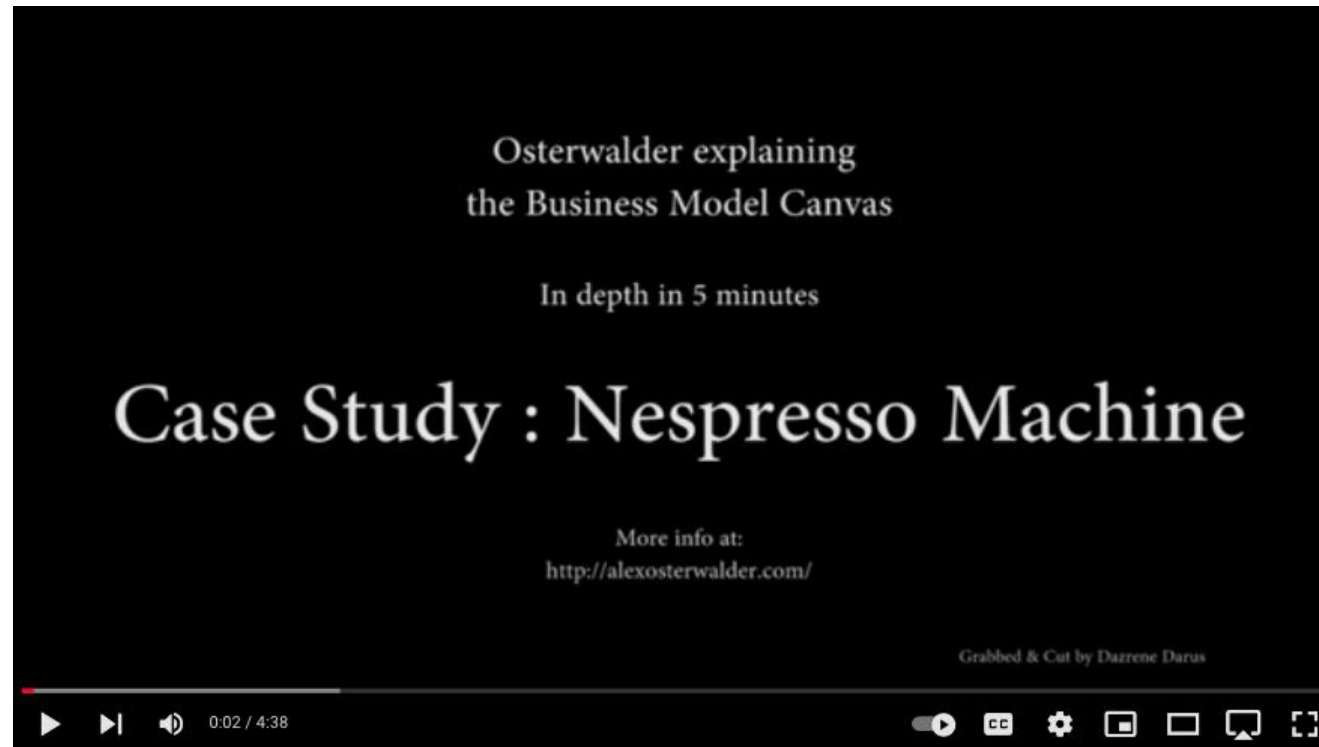 Osterwalder explaining
the Business Model Canvas
In depth in 5 minutes
Case Study : Nespresso Machine
More info at:
http://alexosterwalder.com/
Grabbed & Cut by Dazrene Darus
0:02 / 4:38
CC